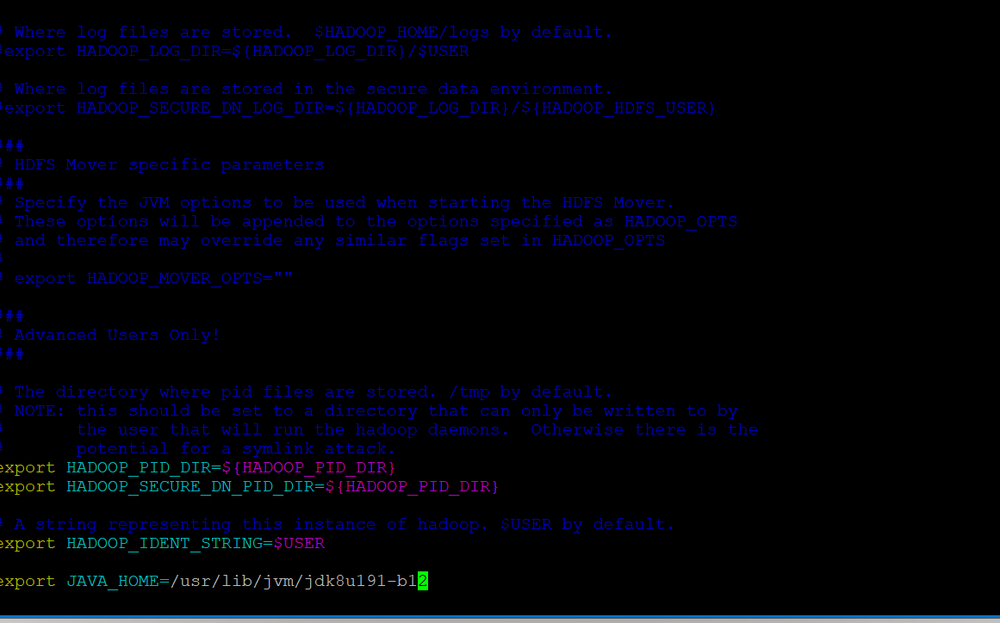 # Where log files are stored.  $HADOOP_HOME/logs by default.
#export HADOOP_LOG_DIR=${HADOOP_LOG_DIR}/$USER
# Where log files are stored in the secure data environment.
#export HADOOP_SECURE_DN_LOG_DIR=${HADOOP_LOG_DIR}/${HADOOP_HDFS_USER}
###
# HDFS Mover specific parameters
###
# Specify the JVM options to be used when starting the HDFS Mover.
# These options will be appended to the options specified as HADOOP_OPTS
# and therefore may override any similar flags set in HADOOP_OPTS
#
# export HADOOP_MOVER_OPTS=""
###
# Advanced Users Only!
###
# The directory where pid files are stored. /tmp by default.
# NOTE: this should be set to a directory that can only be written to by
#       the user that will run the hadoop daemons.  Otherwise there is the
#       potential for a symlink attack.
export HADOOP_PID_DIR=${HADOOP_PID_DIR}
export HADOOP_SECURE_DN_PID_DIR=${HADOOP_PID_DIR}
# A string representing this instance of hadoop. $USER by default.
export HADOOP_IDENT_STRING=$USER
export JAVA_HOME=/usr/lib/jvm/jdk8u191-b12